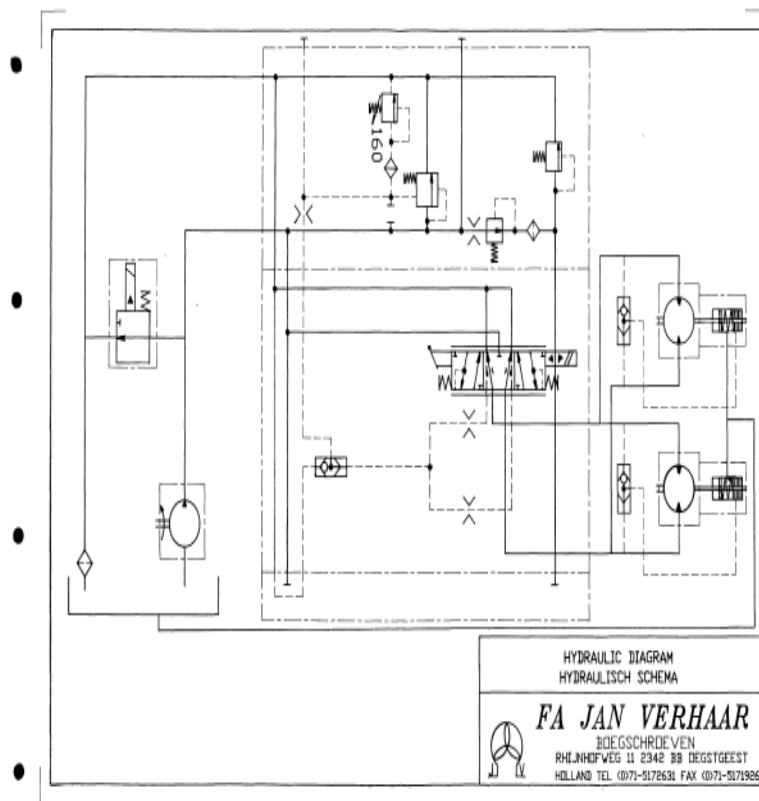 160
HYDRAULIC DIAGRAM
HYDRAULISCH SCHEMA
FA JAN VERHAAR
BOEGSCHROEVEN
RHIJNHOFWEG 11 2342 BB OEGSTGEEST
HOLLAND TEL (0)71-5172631 FAX (0)71-5171926
J V